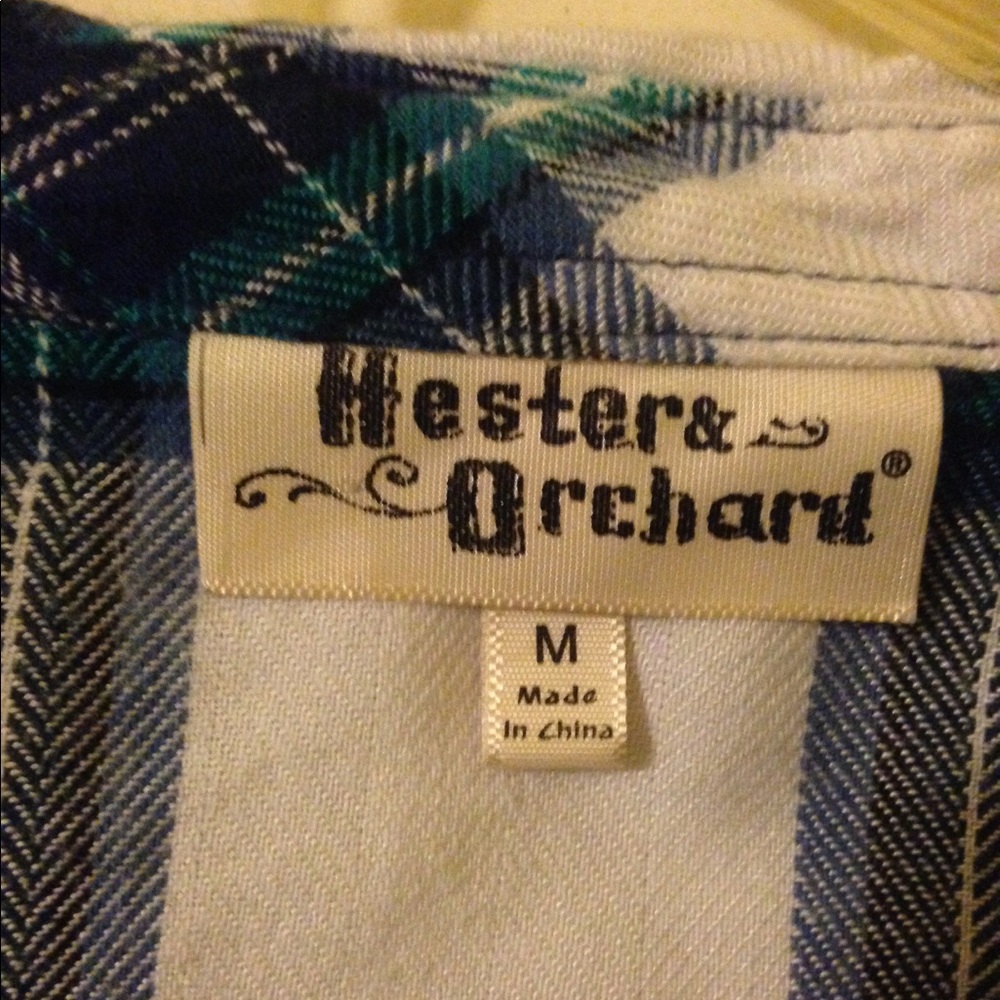 Hester&
Orchard®
M
Made
In China